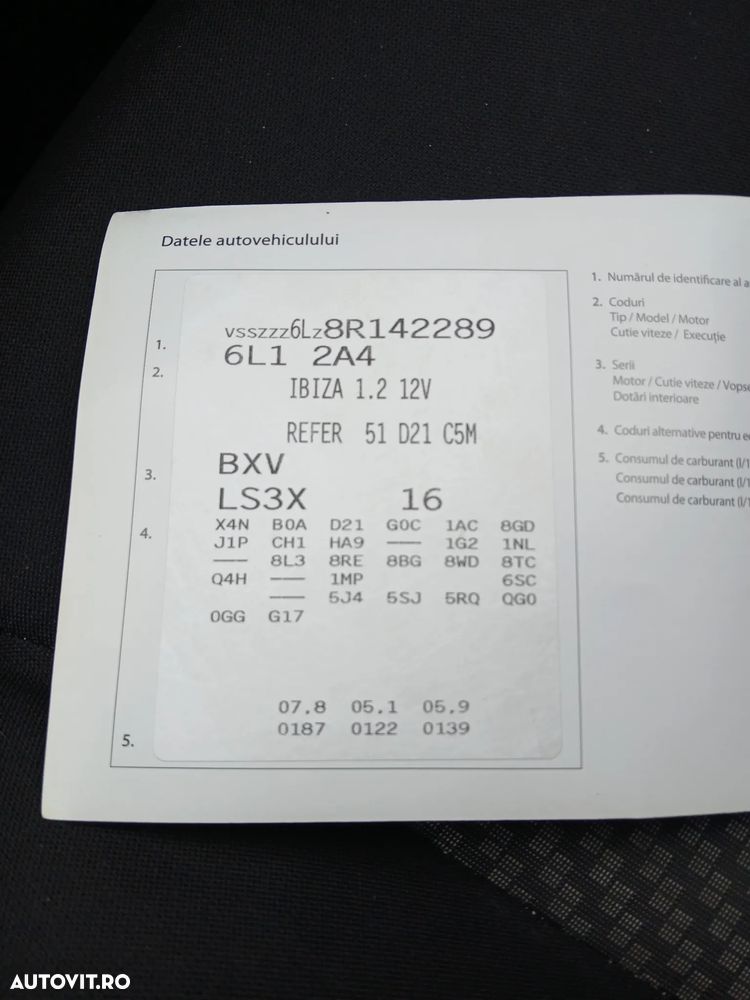 Datele autovehiculului
1. vsszzz6Lz8R142289
2. 6L1 2A4
IBIZA 1.2 12V
REFER 51 D21 C5M
3. BXV
LS3X 16
4. X4N B0A D21 G0C 1AC 8GD
J1P CH1 HA9 —— 1G2 1NL
—— 8L3 8RE 8BG 8WD 8TC
Q4H —— 1MP 6SC
—— 5J4 5SJ 5RQ QG0
0GG G17
07.8 05.1 05.9
5. 0187 0122 0139
1. Numărul de identificare al a
2. Coduri
Tip / Model / Motor
Cutie viteze / Execuţie
3. Serii
Motor / Cutie viteze / Vopse
Dotări interioare
4. Coduri alternative pentru e
5. Consumul de carburant (l/1
Consumul de carburant (l/1
Consumul de carburant (l/1
AUTOVIT.RO